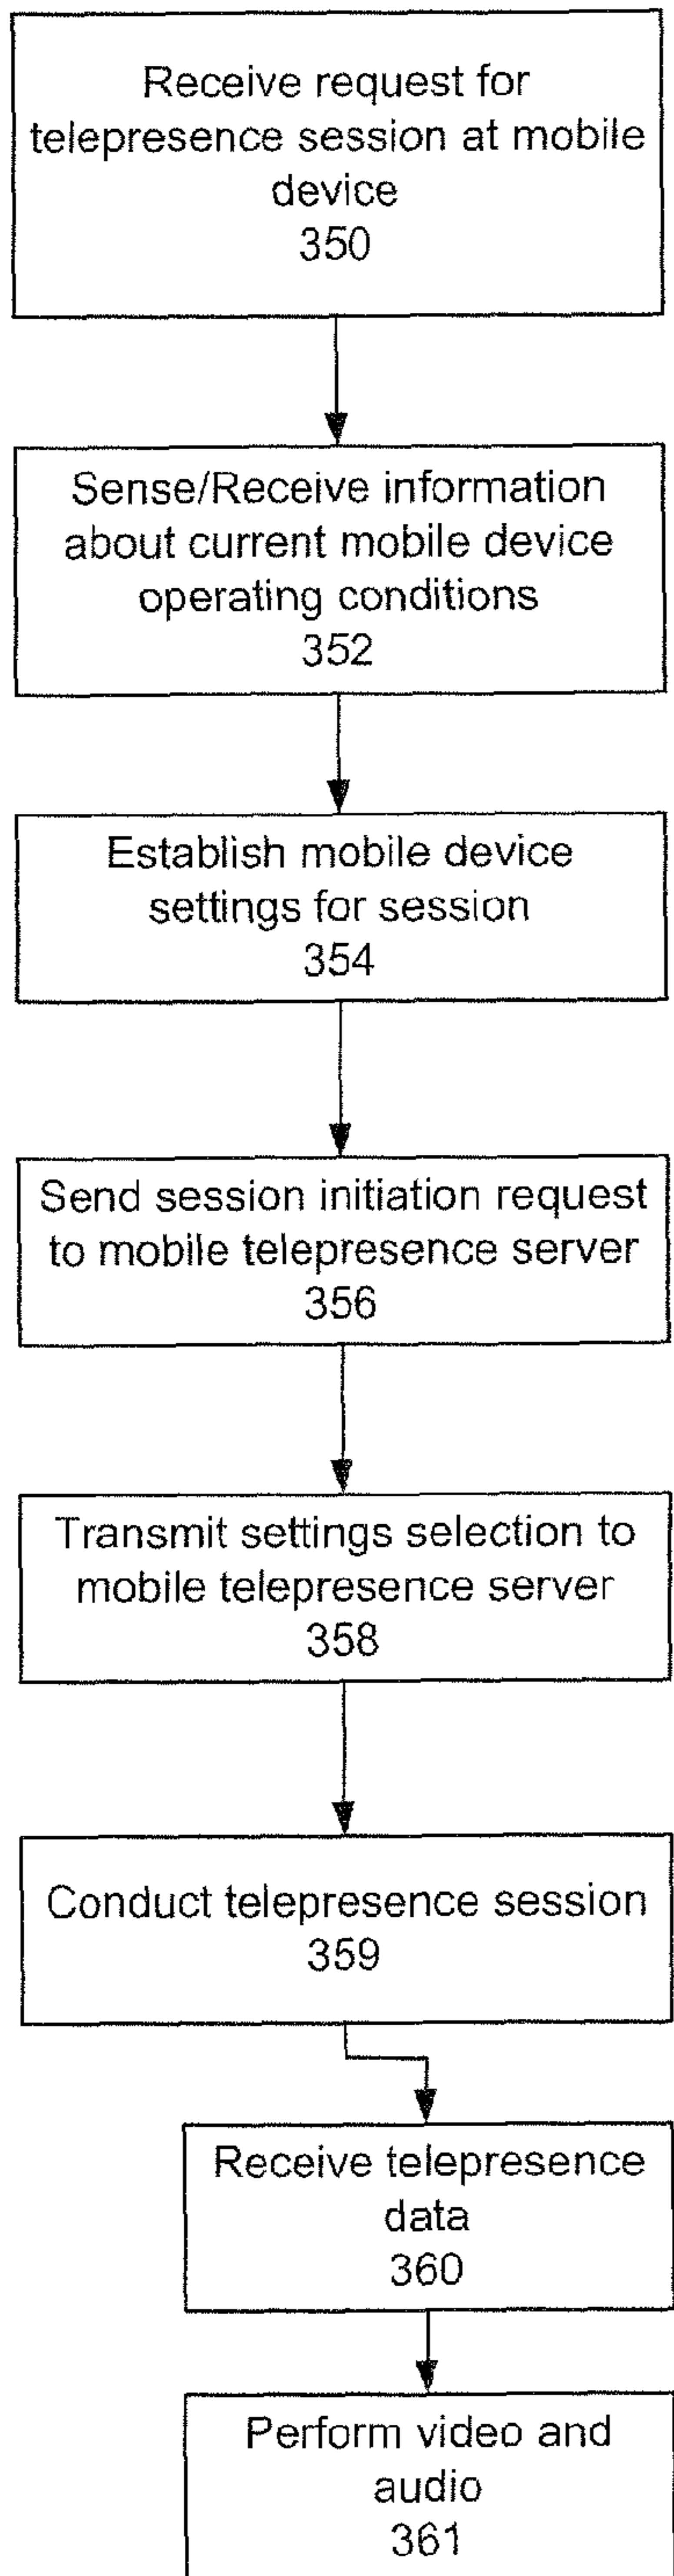 Receive request for
telepresence session at mobile
device
350
Sense/Receive information
about current mobile device
operating conditions
352
Establish mobile device
settings for session
354
Send session initiation request
to mobile telepresence server
356
Transmit settings selection to
mobile telepresence server
358
Conduct telepresence session
359
Receive telepresence
data
360
Perform video and
audio
361